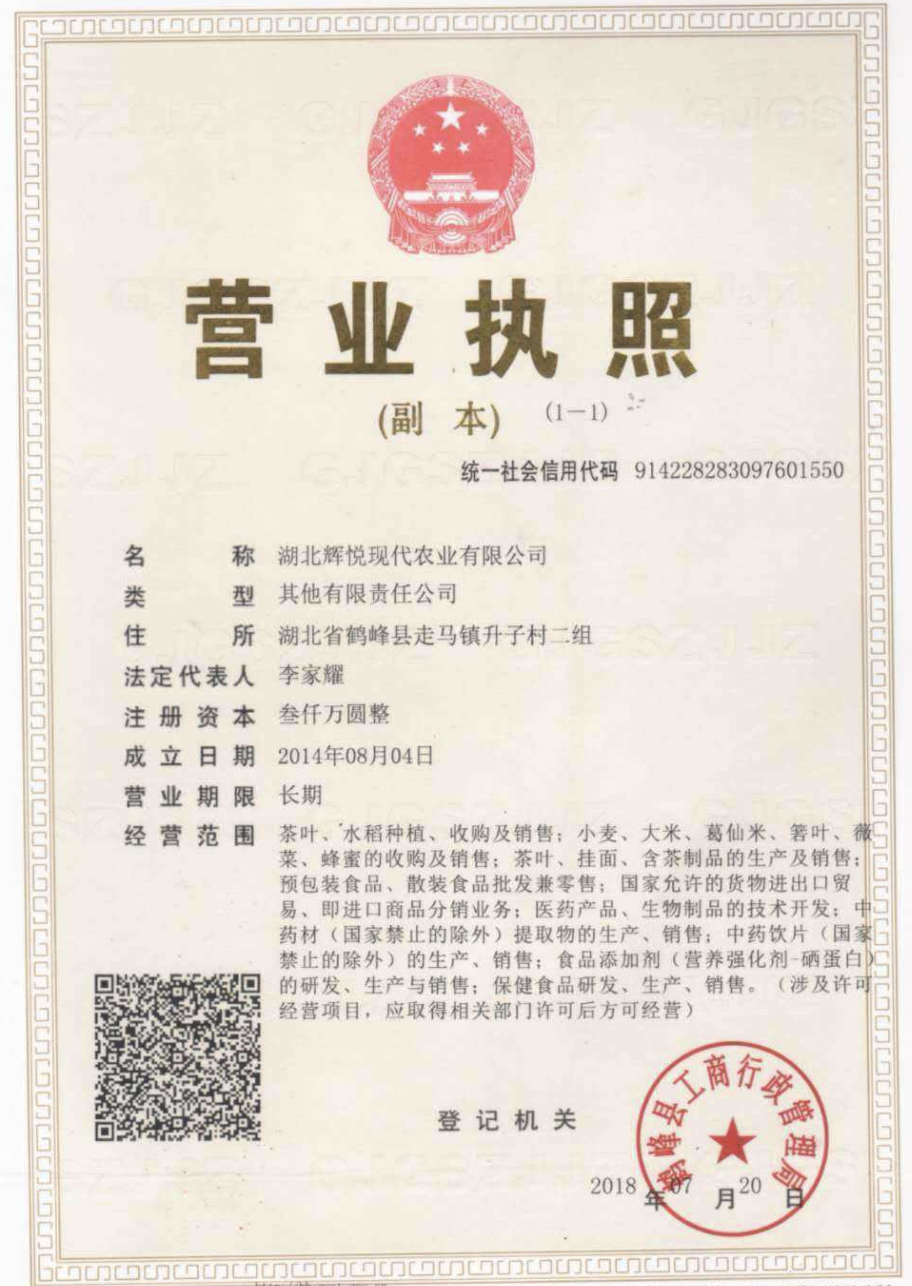 营业执照
(副 本) (1-1)
统一社会信用代码 914228283097601550
名 称 湖北辉悦现代农业有限公司
类 型 其他有限责任公司
住 所 湖北省鹤峰县走马镇升子村二组
法定代表人 李家耀
注册资本 叁仟万圆整
成立日期 2014年08月04日
营业期限 长期
经营范围 茶叶、水稻种植、收购及销售；小麦、大米、葛仙米、箬叶、薇
菜、蜂蜜的收购及销售；茶叶、挂面、含茶制品的生产及销售；
预包装食品、散装食品批发兼零售；国家允许的货物进出口贸
易、即进口商品分销业务；医药产品、生物制品的技术开发；中
药材（国家禁止的除外）提取物的生产、销售；中药饮片（国家
禁止的除外）的生产、销售；食品添加剂（营养强化剂-硒蛋白）
的研发、生产与销售；保健食品研发、生产、销售。（涉及许可
经营项目，应取得相关部门许可后方可经营）
登记机关
鹤峰县工商行政管理局
2018年07月20日